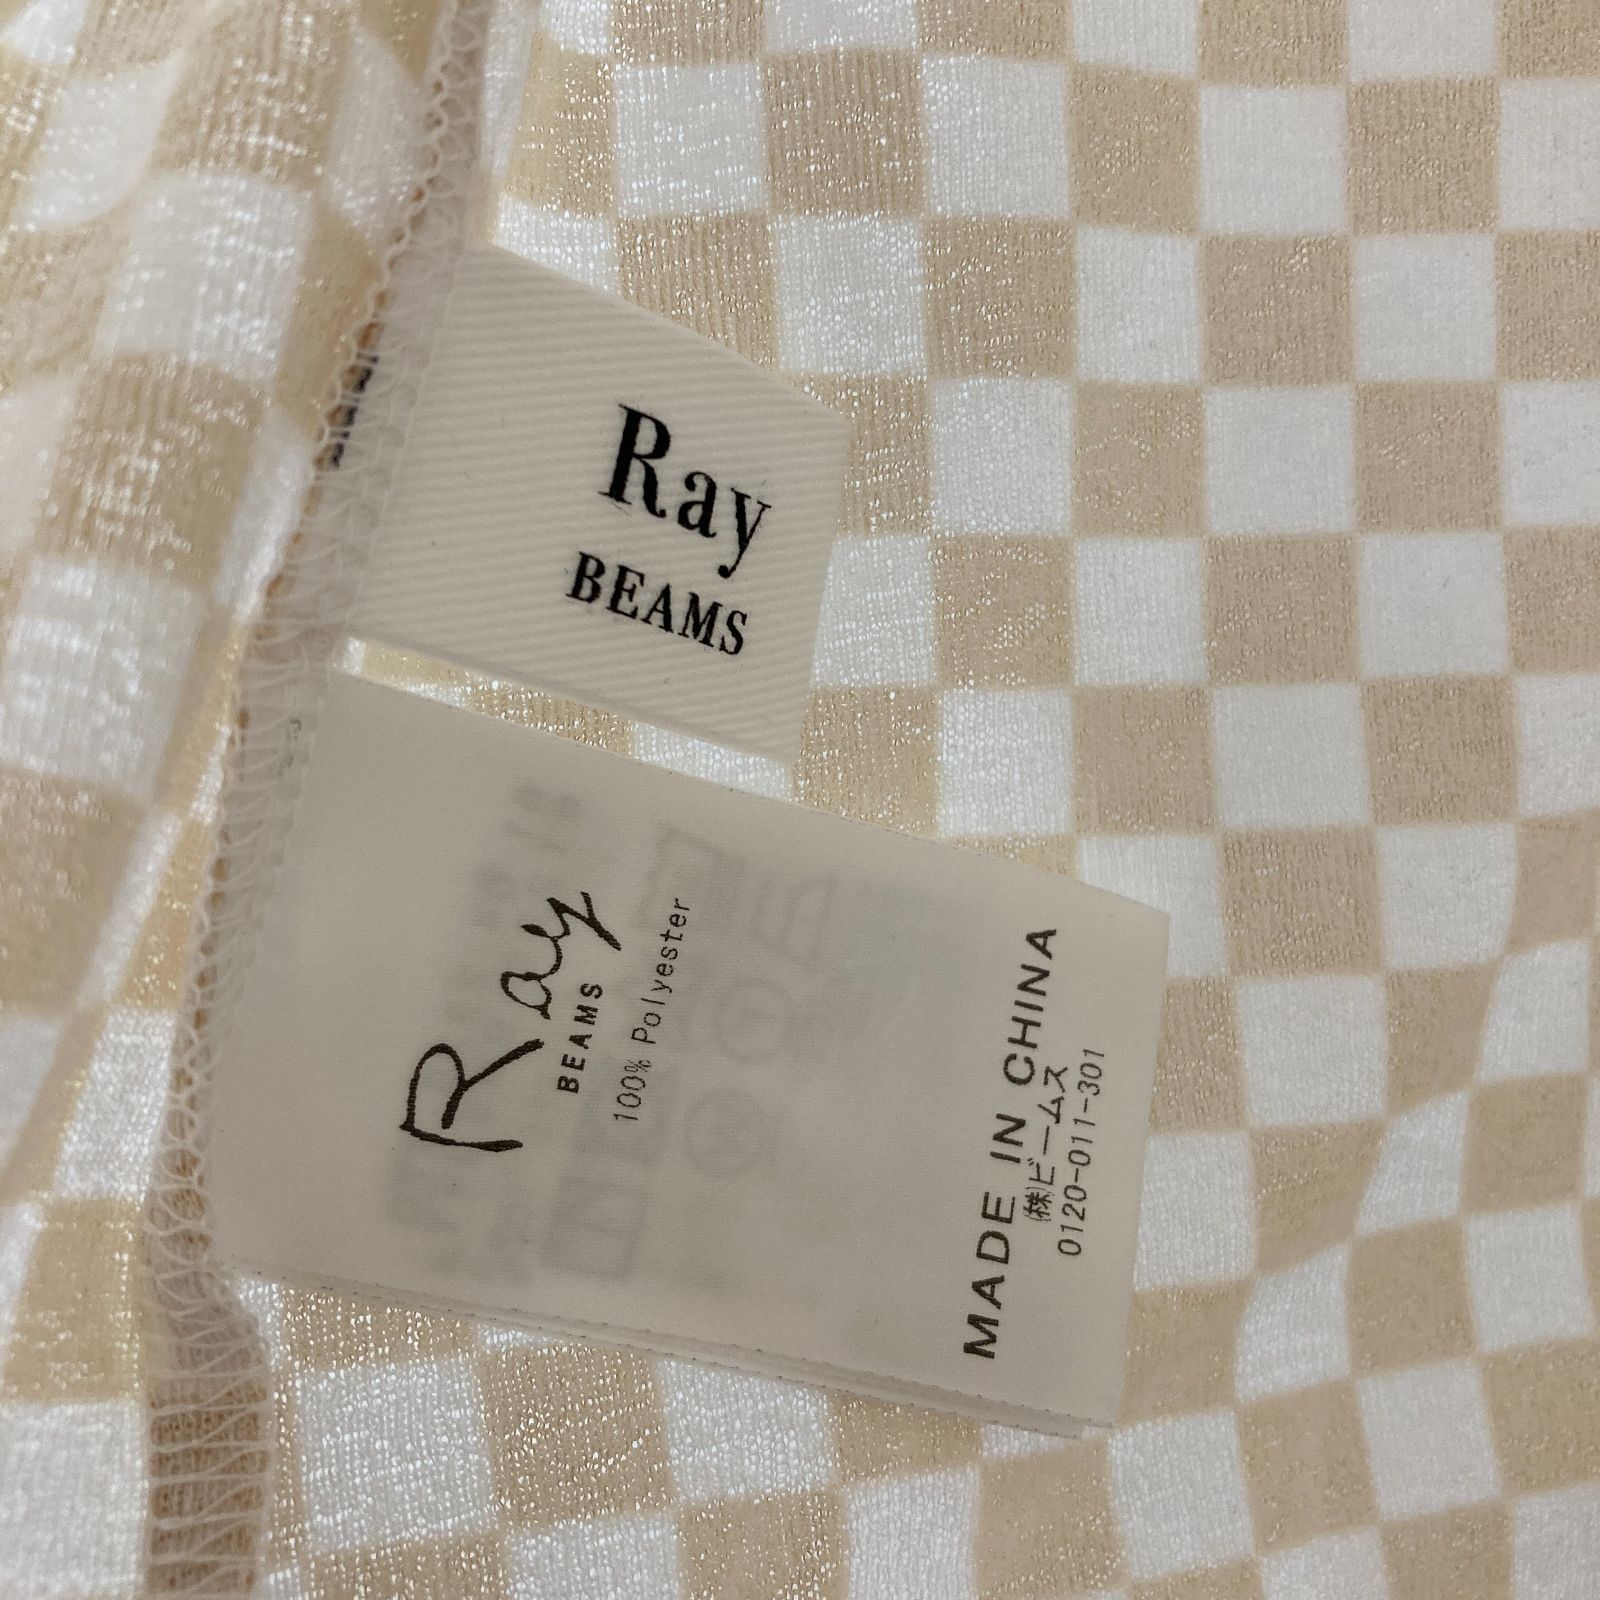 Ray
BEAMS
Ray
BEAMS
100% Polyester
MADE IN CHINA
㈱ビームス
0120-011-301